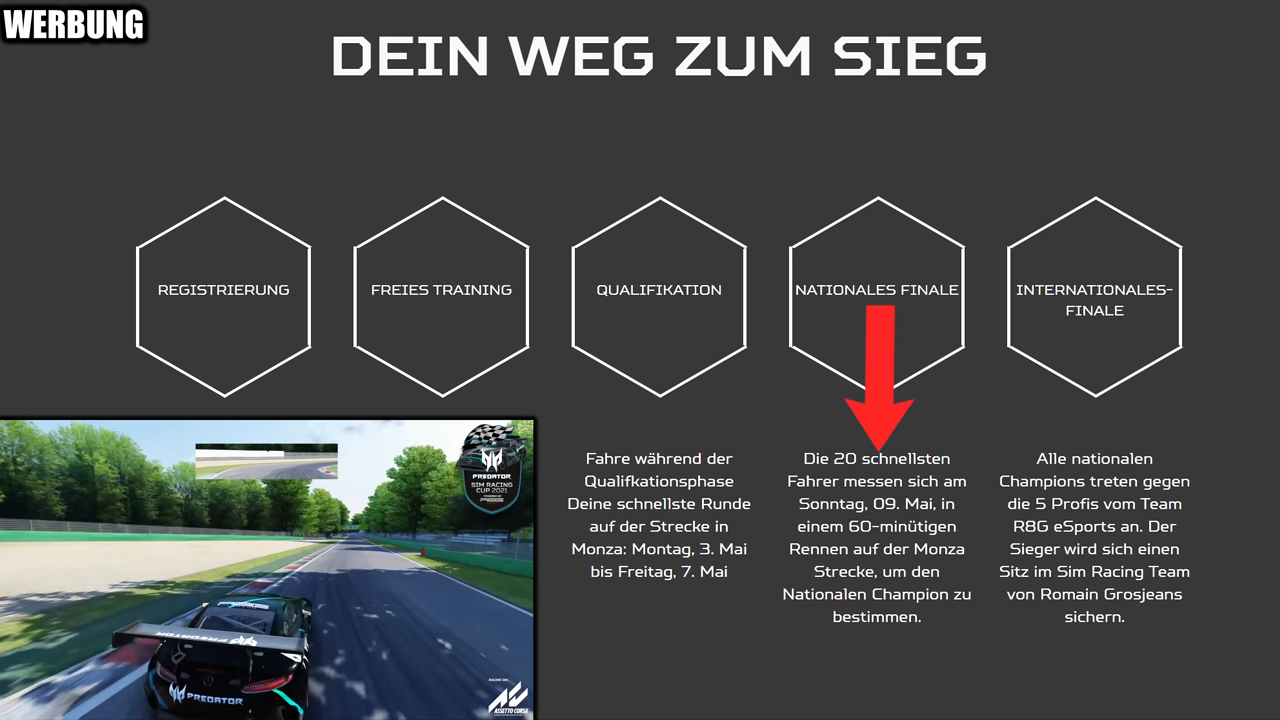 WERBUNG
DEIN WEG ZUM SIEG
REGISTRIERUNG
FREIES TRAINING
QUALIFIKATION
NATIONALES FINALE
INTERNATIONALES-
FINALE
Fahre während der
Qualifkationsphase
Deine schnellste Runde
auf der Strecke in
Monza: Montag, 3. Mai
bis Freitag, 7. Mai
Die 20 schnellsten
Fahrer messen sich am
Sonntag, 09. Mai, in
einem 60-minütigen
Rennen auf der Monza
Strecke, um den
Nationalen Champion zu
bestimmen.
Alle nationalen
Champions treten gegen
die 5 Profis vom Team
R8G eSports an. Der
Sieger wird sich einen
Sitz im Sim Racing Team
von Romain Grosjeans
sichern.
PREDATOR
SIM RACING
CUP 2021
PREDATOR
PREDATOR
ASSETTO CORSA